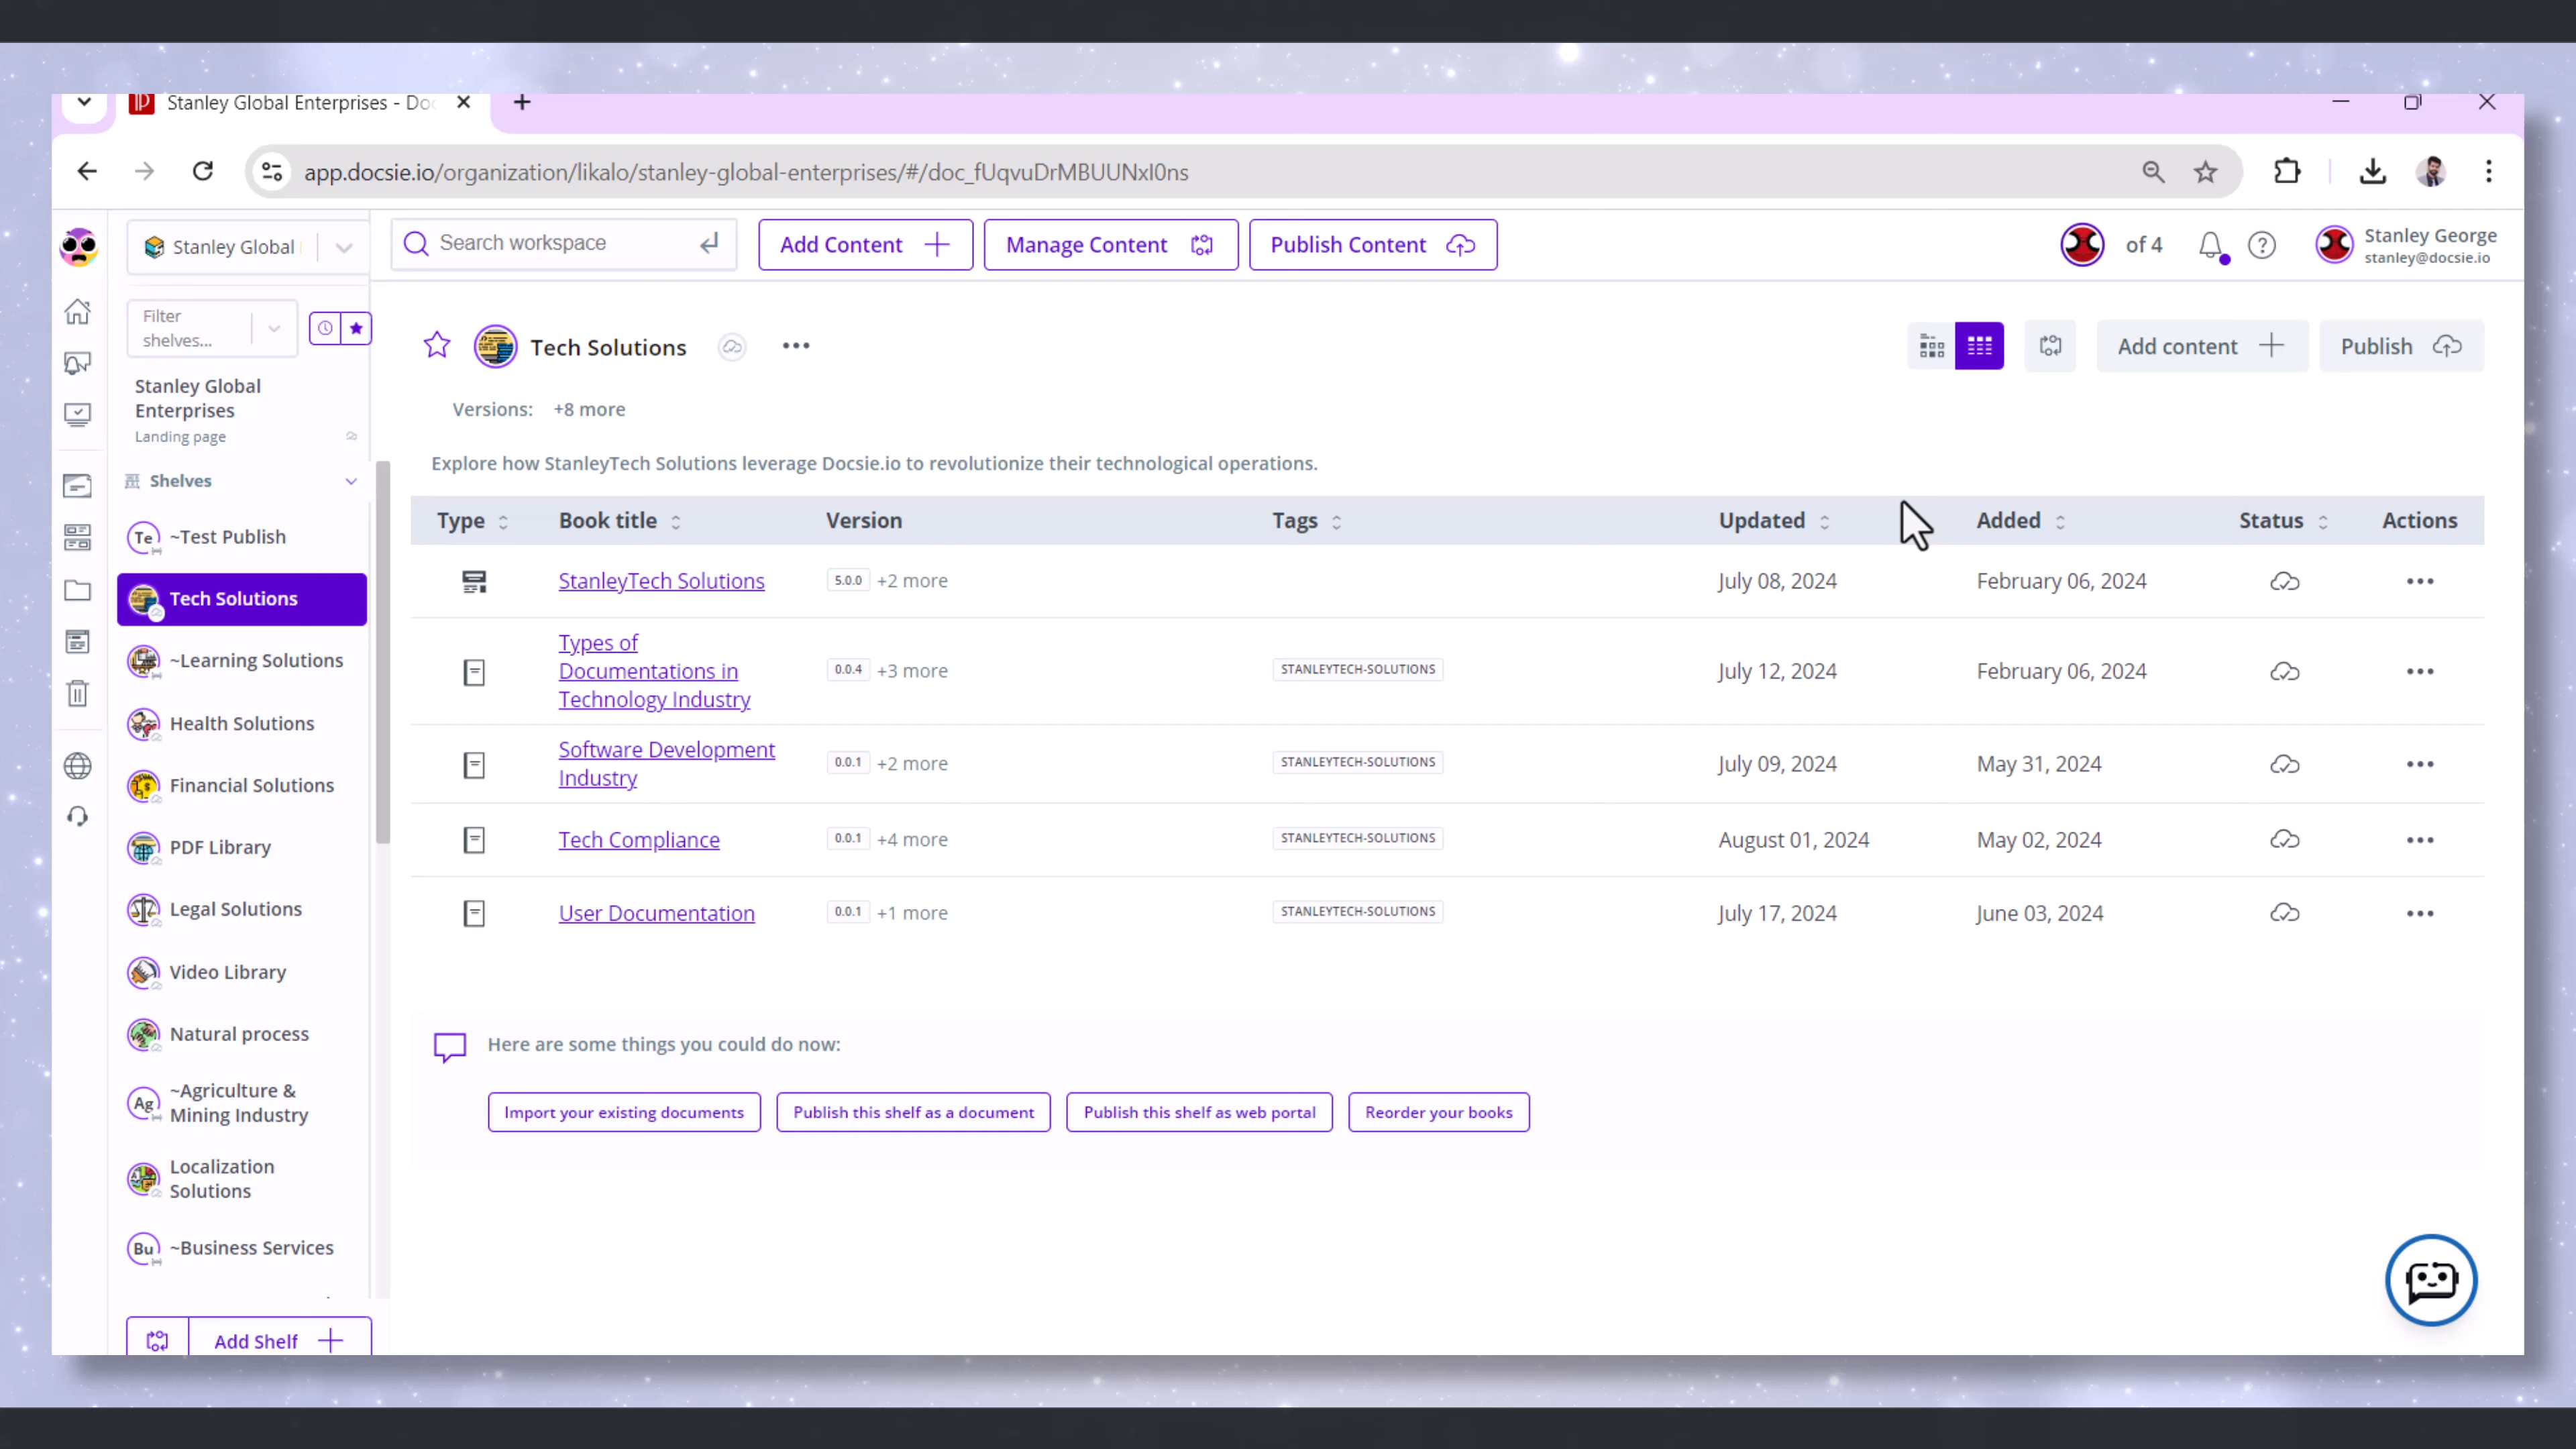 Stanley Global Enterprises - Doc
app.docsie.io/organization/likalo/stanley-global-enterprises/#/doc_fUqvuDrMBUUNxI0ns
Stanley Global
Search workspace
Add Content
Manage Content
Publish Content
of 4
Stanley George
stanley@docsie.io
Filter
shelves...
Stanley Global
Enterprises
Landing page
Shelves
Te ~Test Publish
Tech Solutions
~Learning Solutions
Health Solutions
Financial Solutions
PDF Library
Legal Solutions
Video Library
Natural process
Ag ~Agriculture &
Mining Industry
Localization
Solutions
Bu ~Business Services
Add Shelf
Tech Solutions
Add content
Publish
Versions: +8 more
Explore how StanleyTech Solutions leverage Docsie.io to revolutionize their technological operations.
Type Book title Version Tags Updated Added Status Actions
StanleyTech Solutions 5.0.0 +2 more July 08, 2024 February 06, 2024
Types of
Documentations in
Technology Industry
0.0.4 +3 more STANLEYTECH-SOLUTIONS July 12, 2024 February 06, 2024
Software Development
Industry
0.0.1 +2 more STANLEYTECH-SOLUTIONS July 09, 2024 May 31, 2024
Tech Compliance 0.0.1 +4 more STANLEYTECH-SOLUTIONS August 01, 2024 May 02, 2024
User Documentation 0.0.1 +1 more STANLEYTECH-SOLUTIONS July 17, 2024 June 03, 2024
Here are some things you could do now:
Import your existing documents
Publish this shelf as a document
Publish this shelf as web portal
Reorder your books